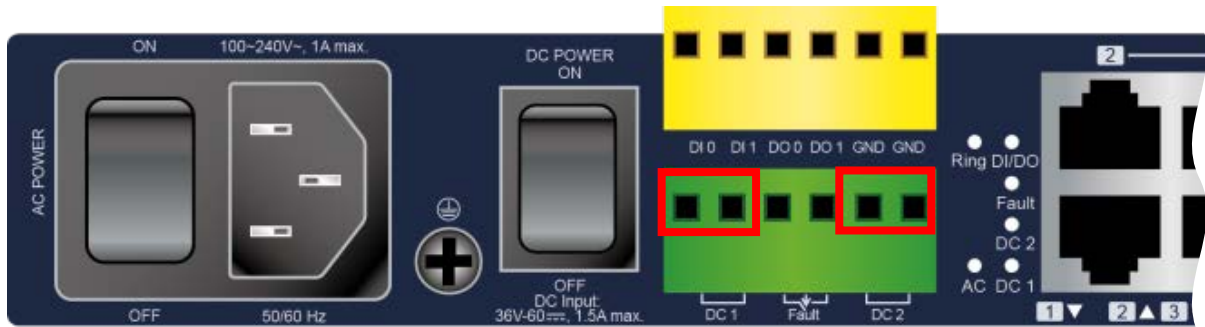 ON
100~240V~, 1A max.
AC POWER
OFF
50/60 Hz
DC POWER
ON
OFF
DC Input:
36V-60⎓, 1.5A max.
DI 0 DI 1 DO 0 DO 1 GND GND
DC 1 Fault DC 2
Ring DI/DO
Fault
DC 2
AC DC 1
2
1▼ 2▲ 3